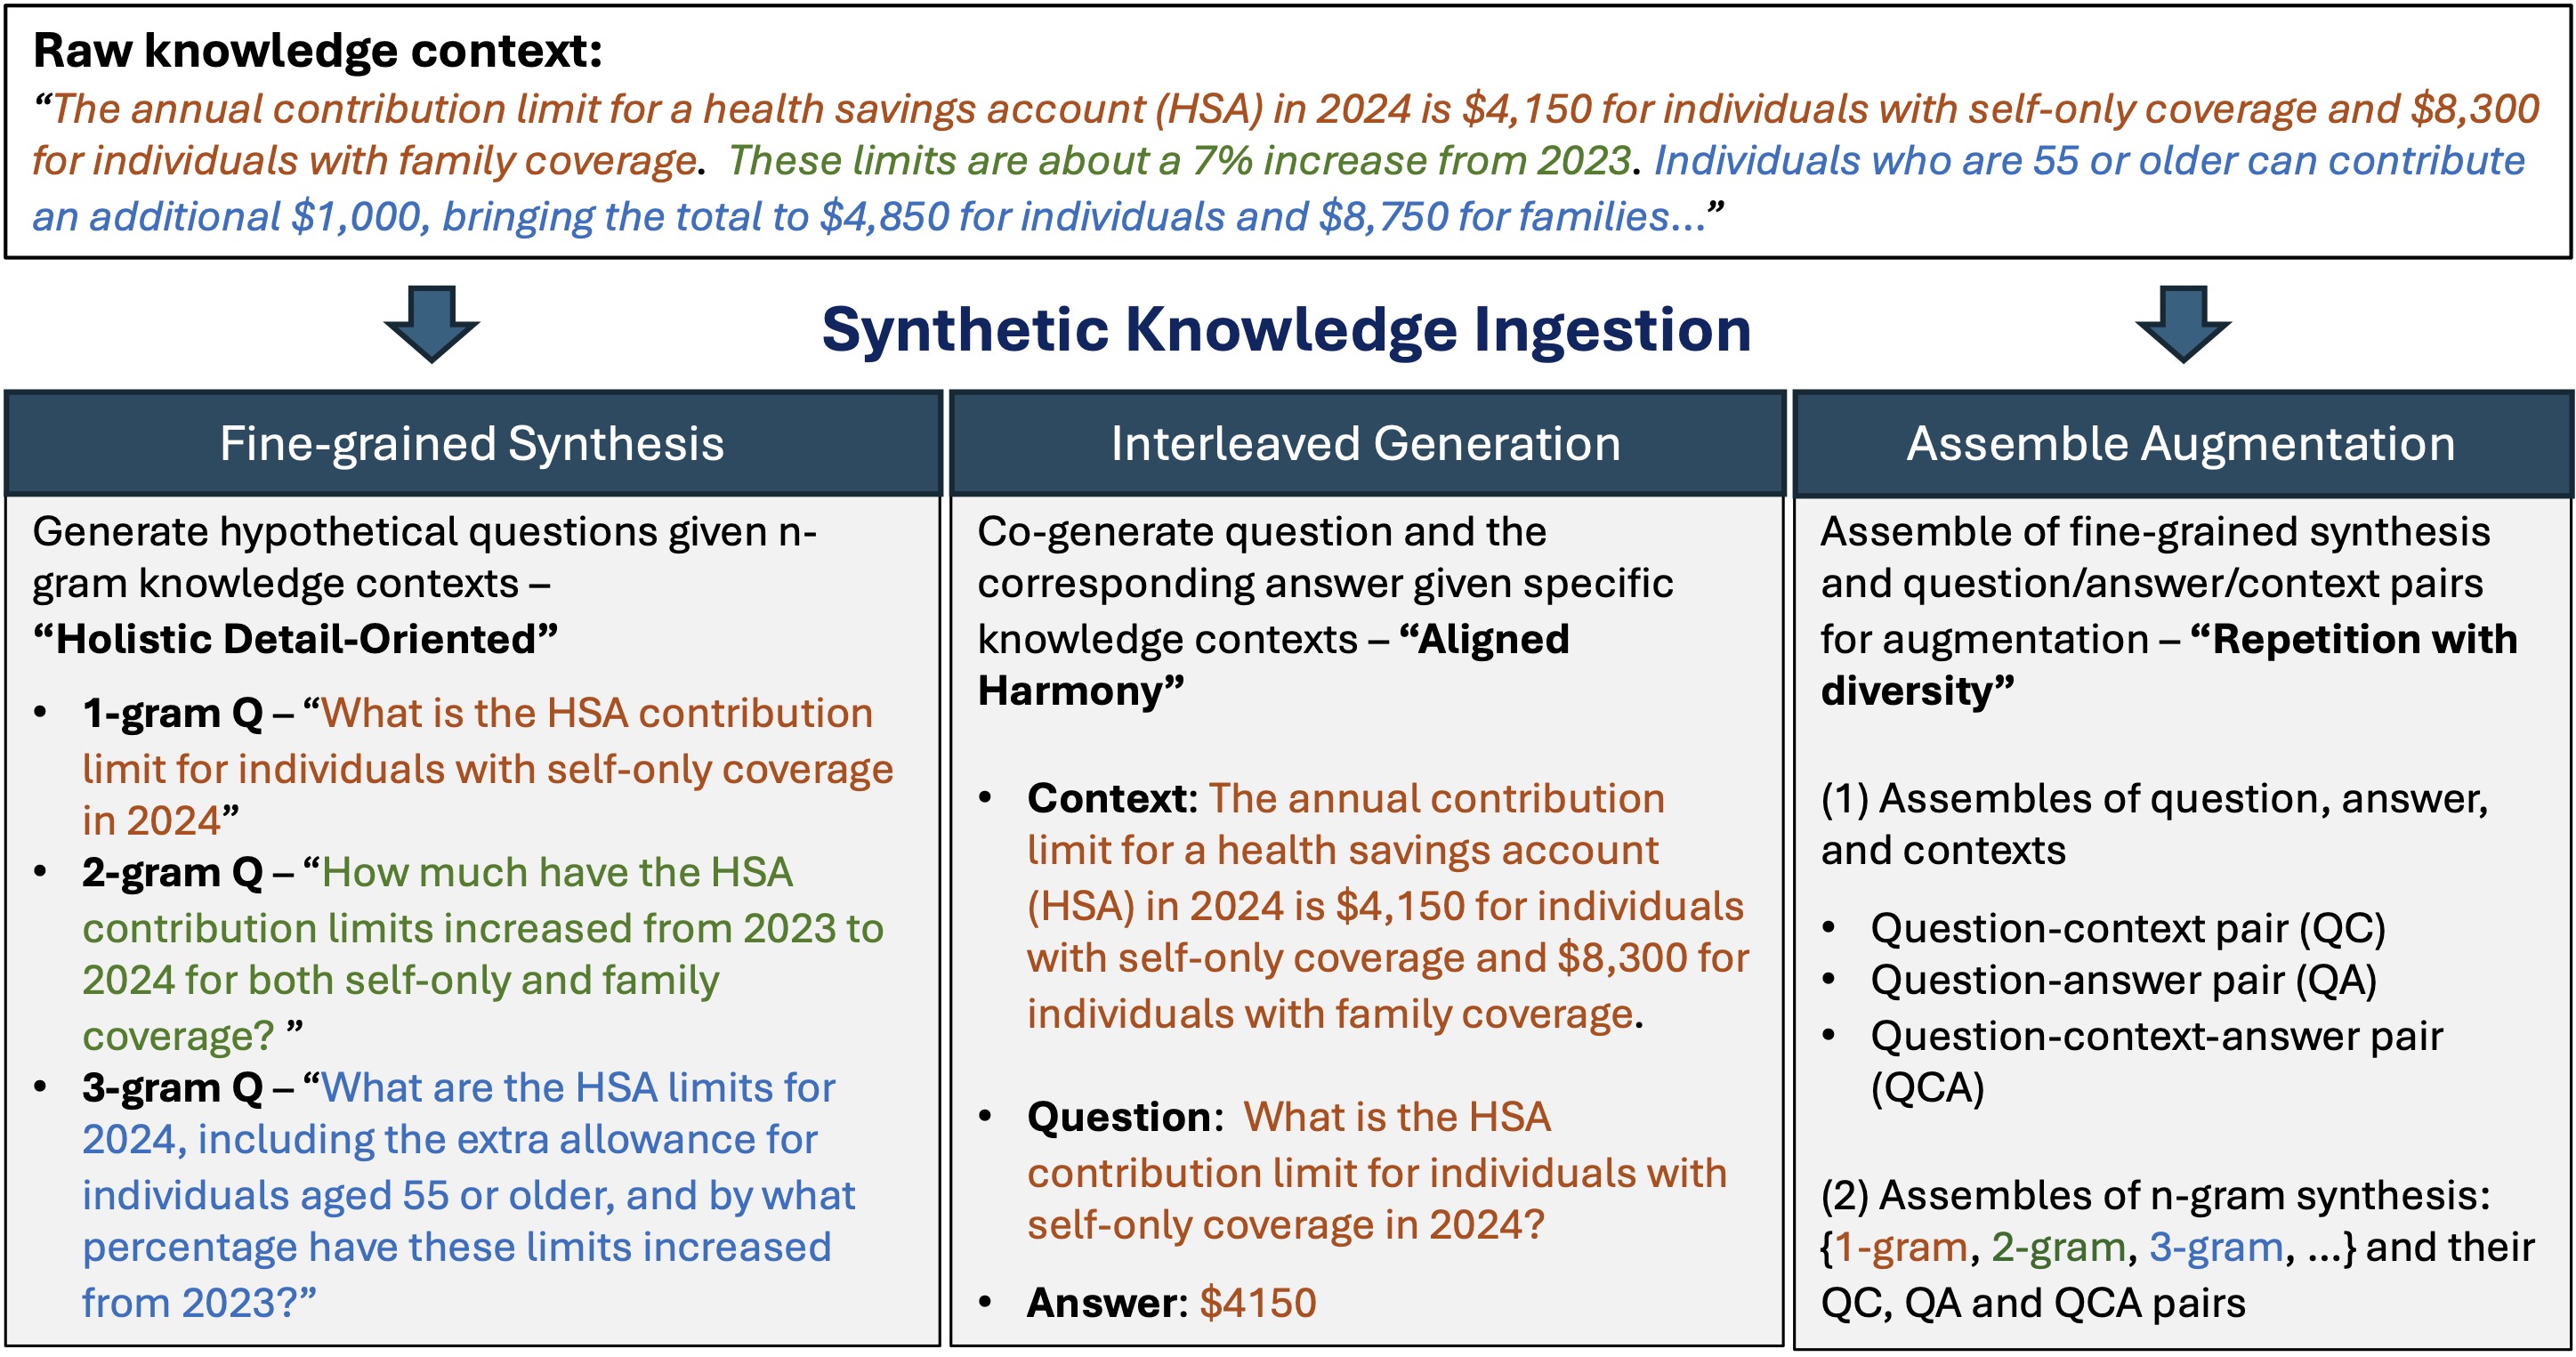 Raw knowledge context:
“The annual contribution limit for a health savings account (HSA) in 2024 is $4,150 for individuals with self-only coverage and $8,300
for individuals with family coverage.  These limits are about a 7% increase from 2023. Individuals who are 55 or older can contribute
an additional $1,000, bringing the total to $4,850 for individuals and $8,750 for families...”
Synthetic Knowledge Ingestion
Fine-grained Synthesis
Generate hypothetical questions given n-
gram knowledge contexts –
“Holistic Detail-Oriented”
• 1-gram Q – “What is the HSA contribution
limit for individuals with self-only coverage
in 2024”
• 2-gram Q – “How much have the HSA
contribution limits increased from 2023 to
2024 for both self-only and family
coverage? ”
• 3-gram Q – “What are the HSA limits for
2024, including the extra allowance for
individuals aged 55 or older, and by what
percentage have these limits increased
from 2023?”
Interleaved Generation
Co-generate question and the
corresponding answer given specific
knowledge contexts – “Aligned
Harmony”
• Context: The annual contribution
limit for a health savings account
(HSA) in 2024 is $4,150 for individuals
with self-only coverage and $8,300 for
individuals with family coverage.
• Question:  What is the HSA
contribution limit for individuals with
self-only coverage in 2024?
• Answer: $4150
Assemble Augmentation
Assemble of fine-grained synthesis
and question/answer/context pairs
for augmentation – “Repetition with
diversity”
(1) Assembles of question, answer,
and contexts
• Question-context pair (QC)
• Question-answer pair (QA)
• Question-context-answer pair
(QCA)
(2) Assembles of n-gram synthesis:
{1-gram, 2-gram, 3-gram, ...} and their
QC, QA and QCA pairs